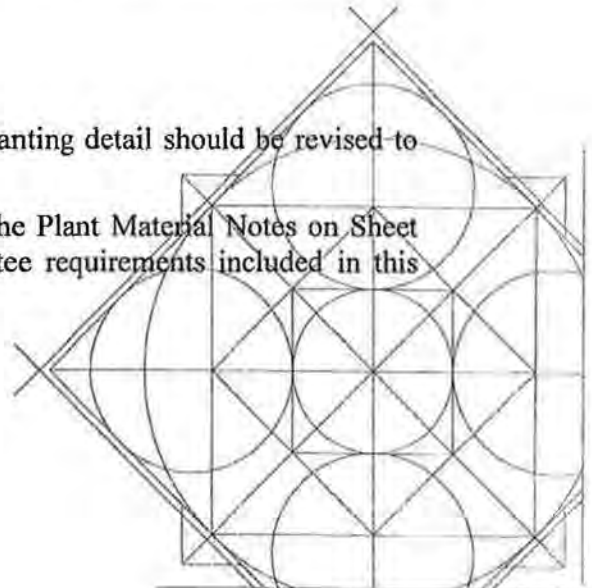 anting detail should be revised to
he Plant Material Notes on Sheet
tee requirements included in this